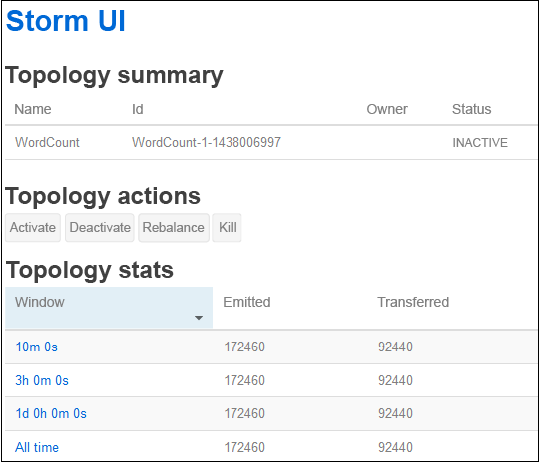 Storm UI
Topology summary
Name Id Owner Status
WordCount WordCount-1-1438006997 INACTIVE
Topology actions
Activate Deactivate Rebalance Kill
Topology stats
Window Emitted Transferred
10m 0s 172460 92440
3h 0m 0s 172460 92440
1d 0h 0m 0s 172460 92440
All time 172460 92440